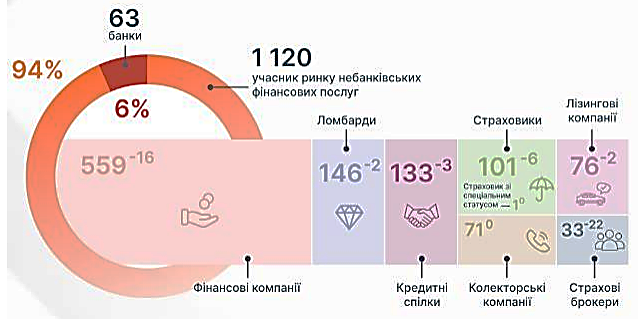 63
банки
94%
1 120
учасник ринку небанківських
фінансових послуг
6%
Ломбарди
Страховики
Лізингові
компанії
559-16
146-2
133-3
101-6
Страховик зі
спеціальним
статусом — 1⁰
76-2
71⁰
33-22
Фінансові компанії
Кредитні
спілки
Колекторські
компанії
Страхові
брокери